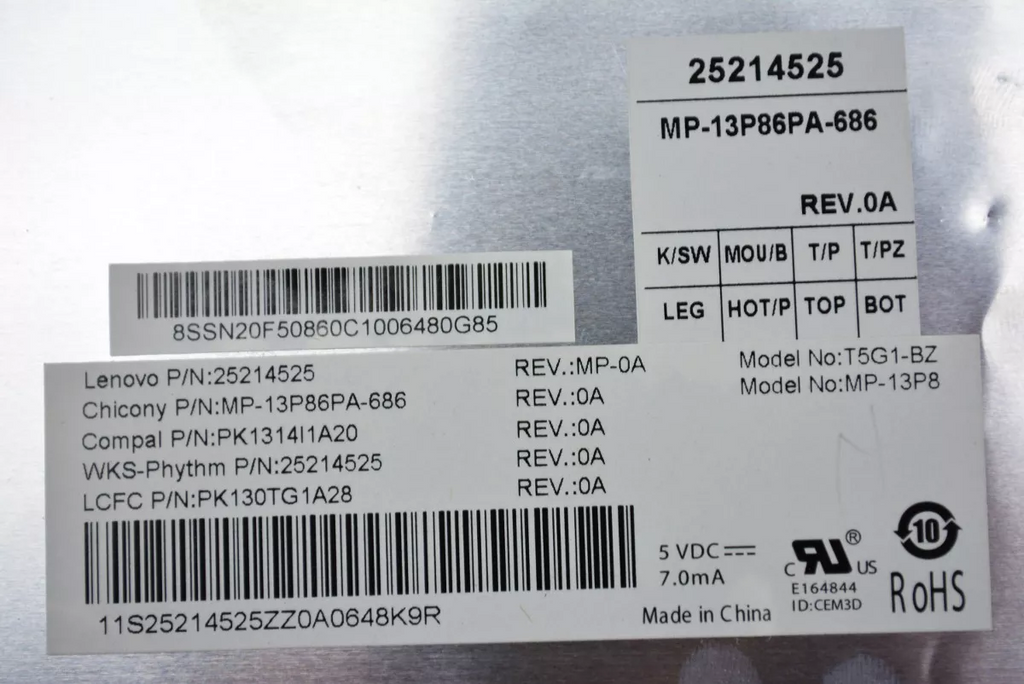 25214525
MP-13P86PA-686
REV.0A
K/SW MOU/B T/P T/PZ
LEG HOT/P TOP BOT
8SSN20F50860C1006480G85
Lenovo P/N:25214525 REV.:MP-0A Model No:T5G1-BZ
Chicony P/N:MP-13P86PA-686 REV.:0A Model No:MP-13P8
Compal P/N:PK1314I1A20 REV.:0A
WKS-Phythm P/N:25214525 REV.:0A
LCFC P/N:PK130TG1A28 REV.:0A
11S25214525ZZ0A0648K9R
5 VDC
7.0mA
Made in China
C RU ® US
E164844
ID:CEM3D
10
RoHS